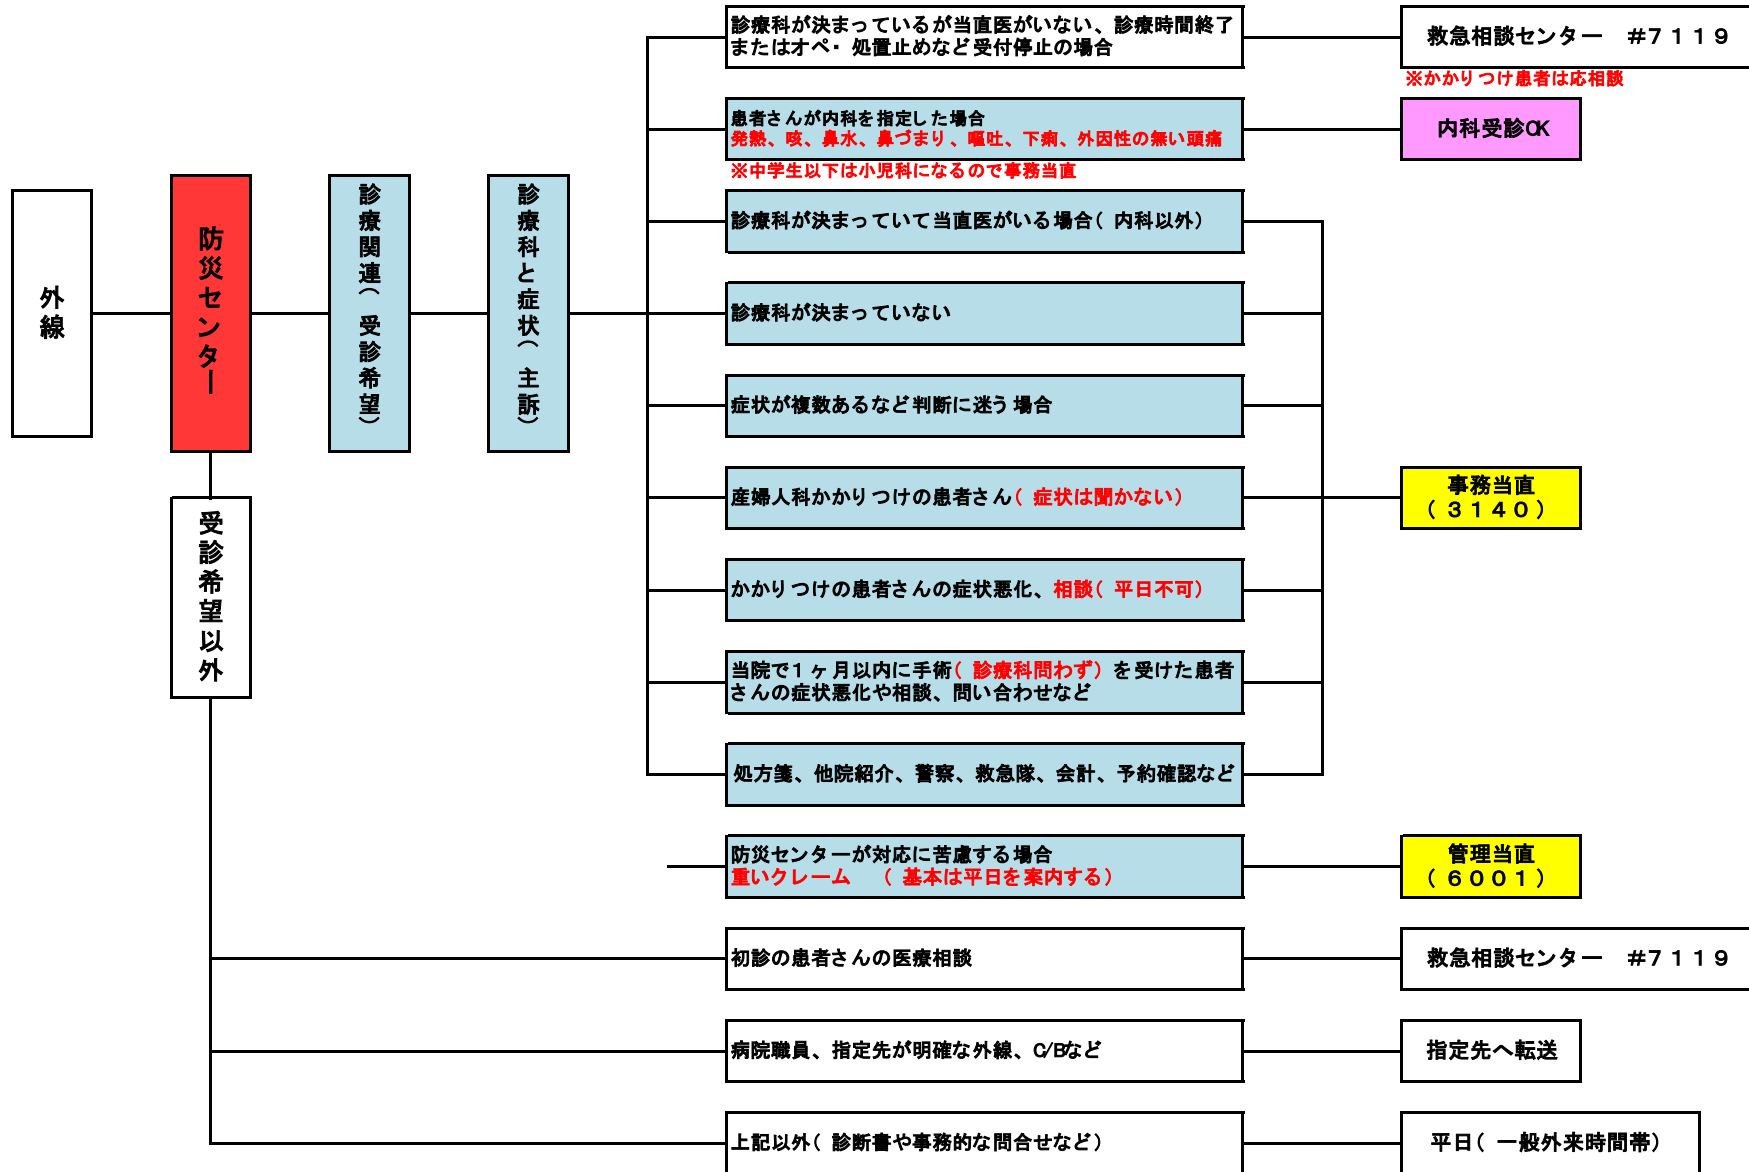 外線
防災センター
受診希望以外
診療関連(受診希望)
診療科と症状(主訴)
診療科が決まっているが当直医がいない、診療時間終了
またはオペ・処置止めなど受付停止の場合
救急相談センター　#7119
※かかりつけ患者は応相談
患者さんが内科を指定した場合
発熱、咳、鼻水、鼻づまり、嘔吐、下痢、外因性の無い頭痛
内科受診OK
※中学生以下は小児科になるので事務当直
診療科が決まっていて当直医がいる場合(内科以外)
診療科が決まっていない
症状が複数あるなど判断に迷う場合
産婦人科かかりつけの患者さん(症状は聞かない)
事務当直
(3140)
かかりつけの患者さんの症状悪化、相談(平日不可)
当院で1ヶ月以内に手術(診療科問わず)を受けた患者
さんの症状悪化や相談、問い合わせなど
処方箋、他院紹介、警察、救急隊、会計、予約確認など
防災センターが対応に苦慮する場合
重いクレーム　(基本は平日を案内する)
管理当直
(6001)
初診の患者さんの医療相談
救急相談センター　#7119
病院職員、指定先が明確な外線、C/Bなど
指定先へ転送
上記以外(診断書や事務的な問合せなど)
平日(一般外来時間帯)